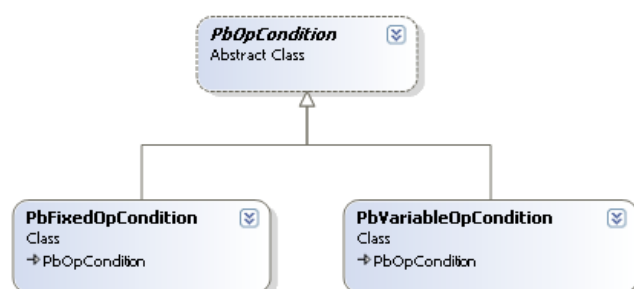 PbOpCondition
Abstract Class
PbFixedOpCondition
Class
PbOpCondition
PbVariableOpCondition
Class
PbOpCondition